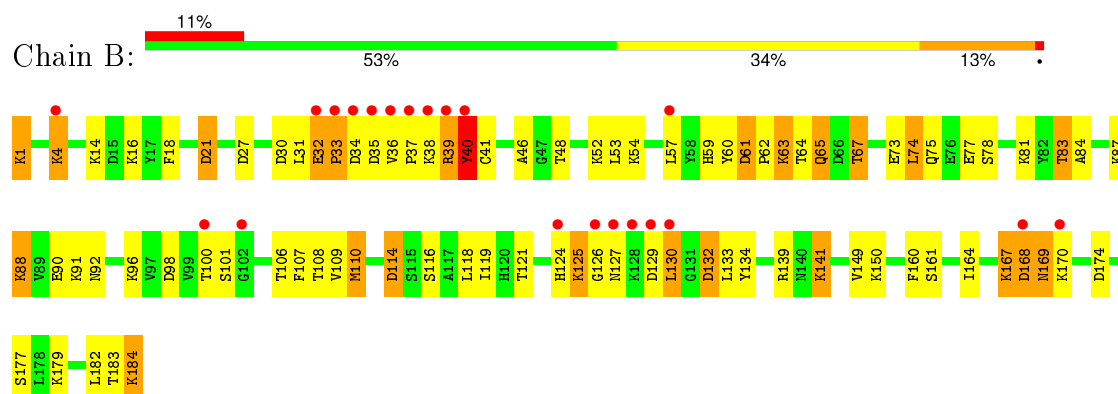 11%
Chain B:
53% 34% 13% •
K1 K4 K14 D15 K16 Y17 F18 D21 D27 D30 L31 E32 P33 D34 D35 V36 P37 K38 R39 Y40 C41 A46 G47 T48 K52 L53 K54 L57 Y58 H59 Y60 D61 P62 K63 T64 Q65 D66 T67 E73 L74 Q75 E76 E77 S78 K81 Y82 T83 A84 K87
K88 V89 E90 K91 N92 K96 V97 D98 V99 T100 S101 G102 T106 F107 T108 V109 M110 D114 S115 S116 A117 L118 I119 H120 T121 H124 K125 G126 N127 K128 D129 L130 G131 D132 L133 Y134 R139 N140 K141 V149 K150 F160 S161 I164 K167 D168 N169 K170 D174
S177 L178 K179 L182 T183 K184